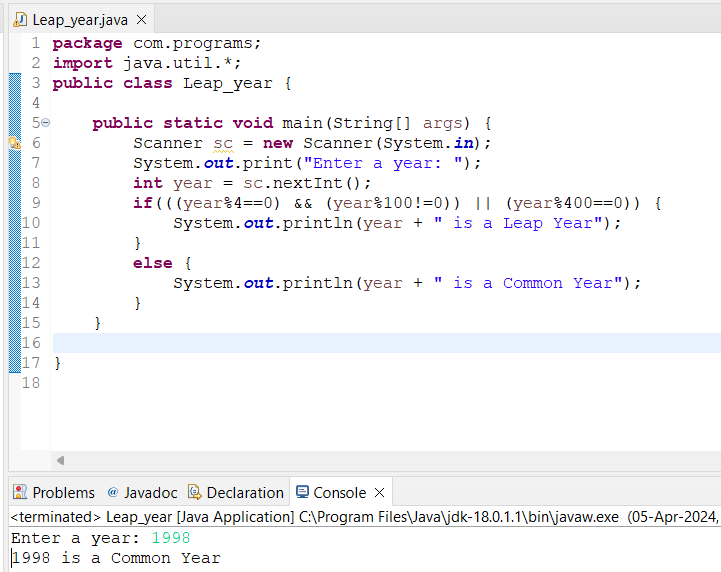 Leap_year.java
1 package com.programs;
2 import java.util.*;
3 public class Leap_year {
4
5 public static void main(String[] args) {
6 Scanner sc = new Scanner(System.in);
7 System.out.print("Enter a year: ");
8 int year = sc.nextInt();
9 if(((year%4==0) && (year%100!=0)) || (year%400==0)) {
10 System.out.println(year + " is a Leap Year");
11 }
12 else {
13 System.out.println(year + " is a Common Year");
14 }
15 }
16
17 }
18
Problems @ Javadoc Declaration Console
<terminated> Leap_year [Java Application] C:\Program Files\Java\jdk-18.0.1.1\bin\javaw.exe (05-Apr-2024,
Enter a year: 1998
1998 is a Common Year